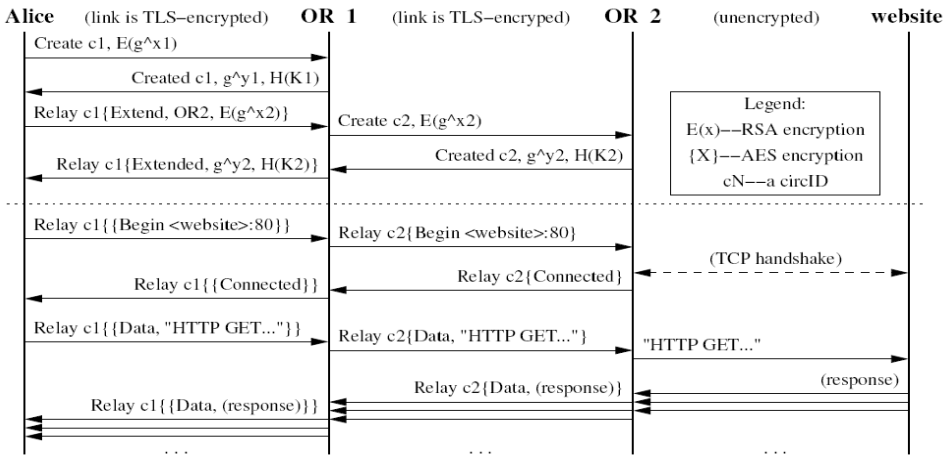 Alice (link is TLS−encrypted) OR 1 (link is TLS−encryped) OR 2 (unencrypted) website
Create c1, E(g^x1)
Created c1, g^y1, H(K1)
Relay c1{Extend, OR2, E(g^x2)}
Create c2, E(g^x2)
Created c2, g^y2, H(K2)
Relay c1{Extended, g^y2, H(K2)}
Legend:
E(x)−−RSA encryption
{X}−−AES encryption
cN−−a circID
Relay c1{{Begin <website>:80}}
Relay c2{Begin <website>:80}
(TCP handshake)
Relay c2{Connected}
Relay c1{{Connected}}
Relay c1{{Data, "HTTP GET..."}}
Relay c2{Data, "HTTP GET..."}
"HTTP GET..."
(response)
Relay c2{Data, (response)}
Relay c1{{Data, (response)}}
. . . . . . . . .